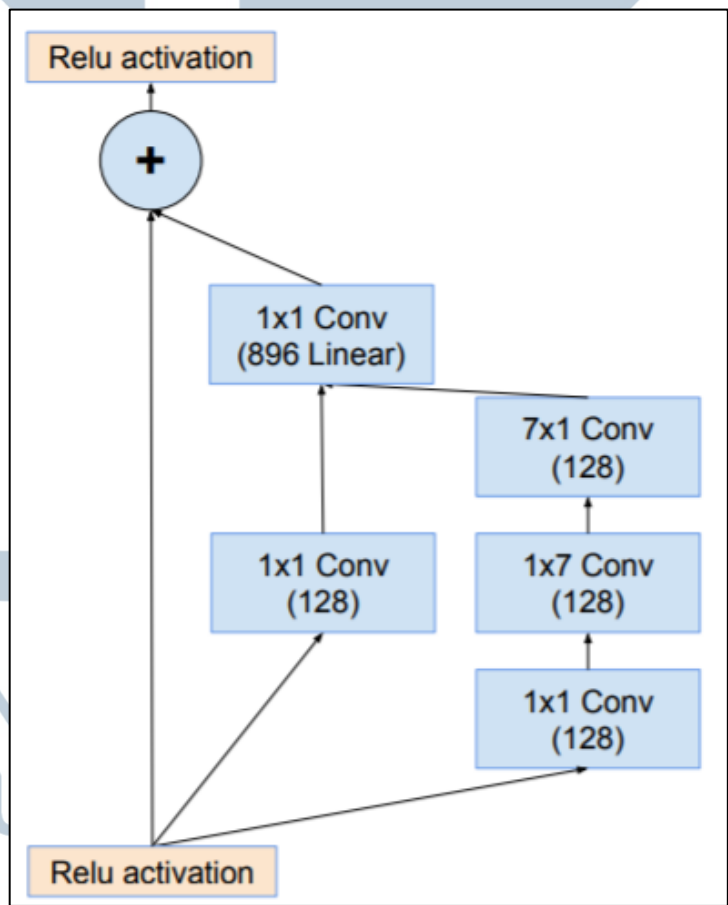 Relu activation
+
1x1 Conv
(896 Linear)
7x1 Conv
(128)
1x1 Conv
(128)
1x7 Conv
(128)
1x1 Conv
(128)
Relu activation